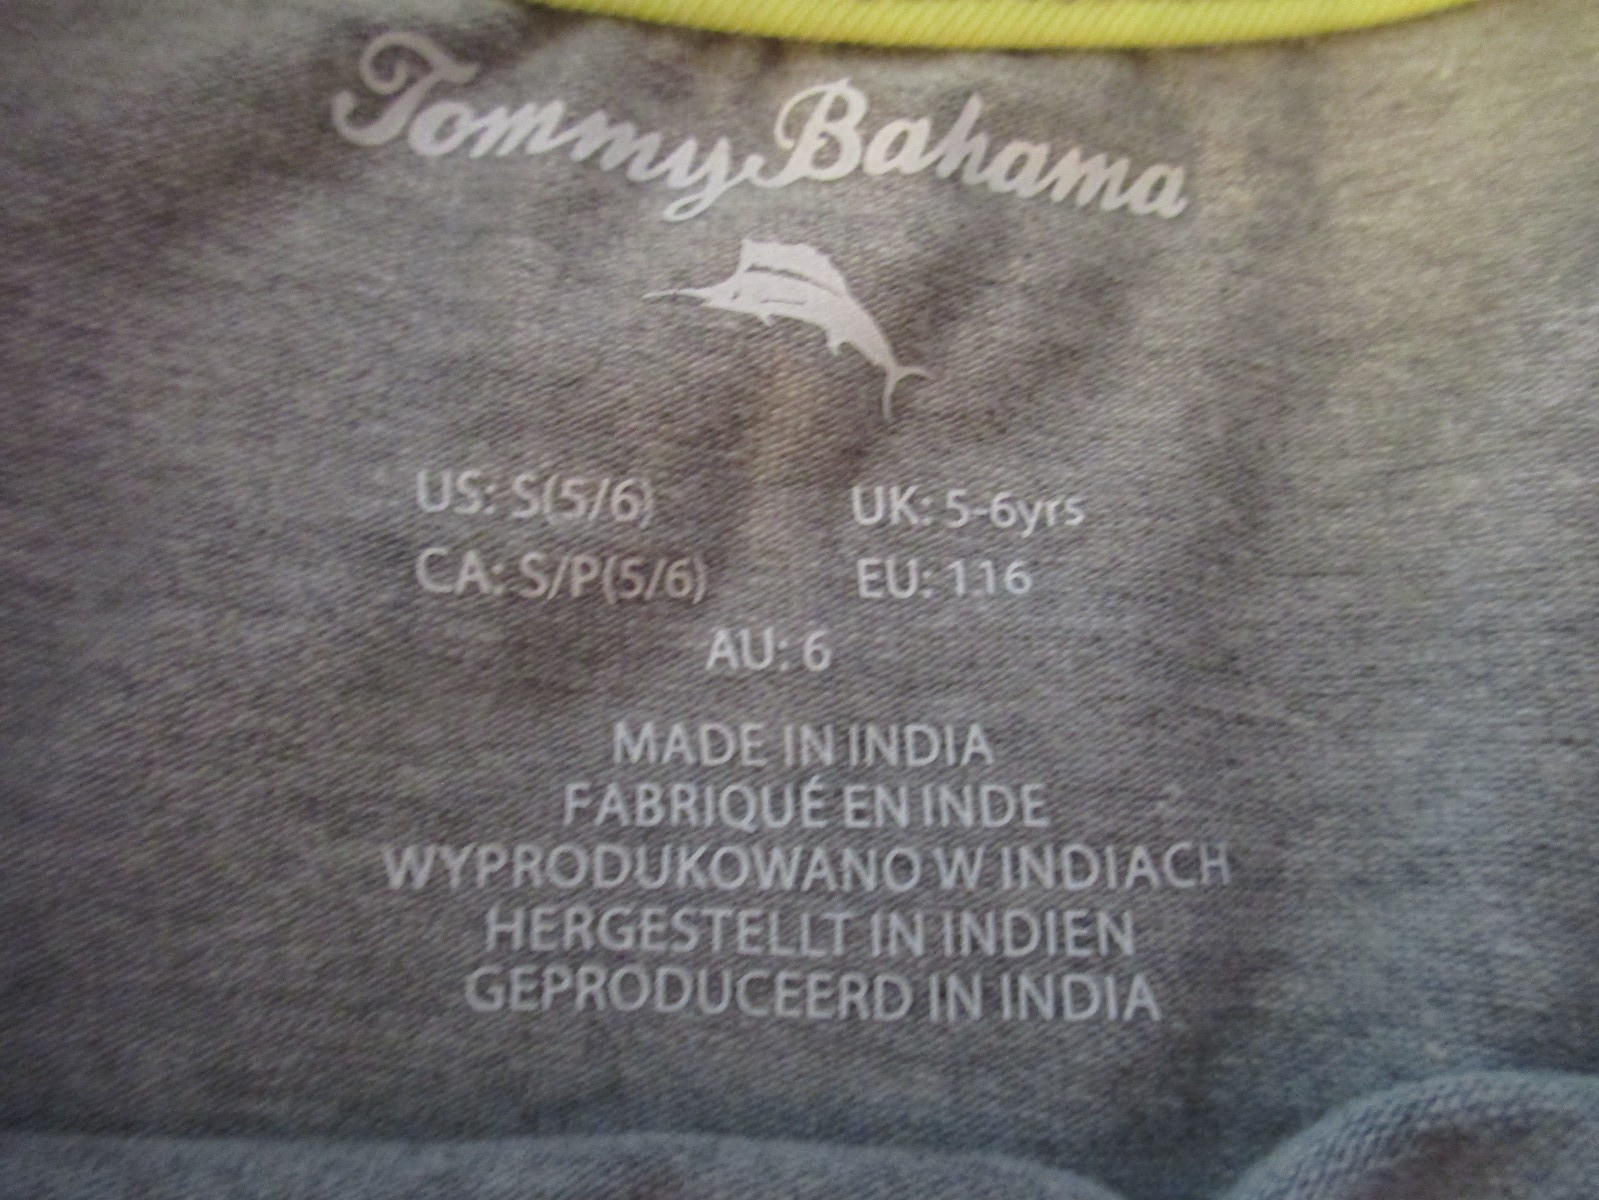 Tommy Bahama
US: S(5/6) UK: 5-6yrs
CA: S/P(5/6) EU: 116
AU: 6
MADE IN INDIA
FABRIQUÉ EN INDE
WYPRODUKOWANO W INDIACH
HERGESTELLT IN INDIEN
GEPRODUCEERD IN INDIA